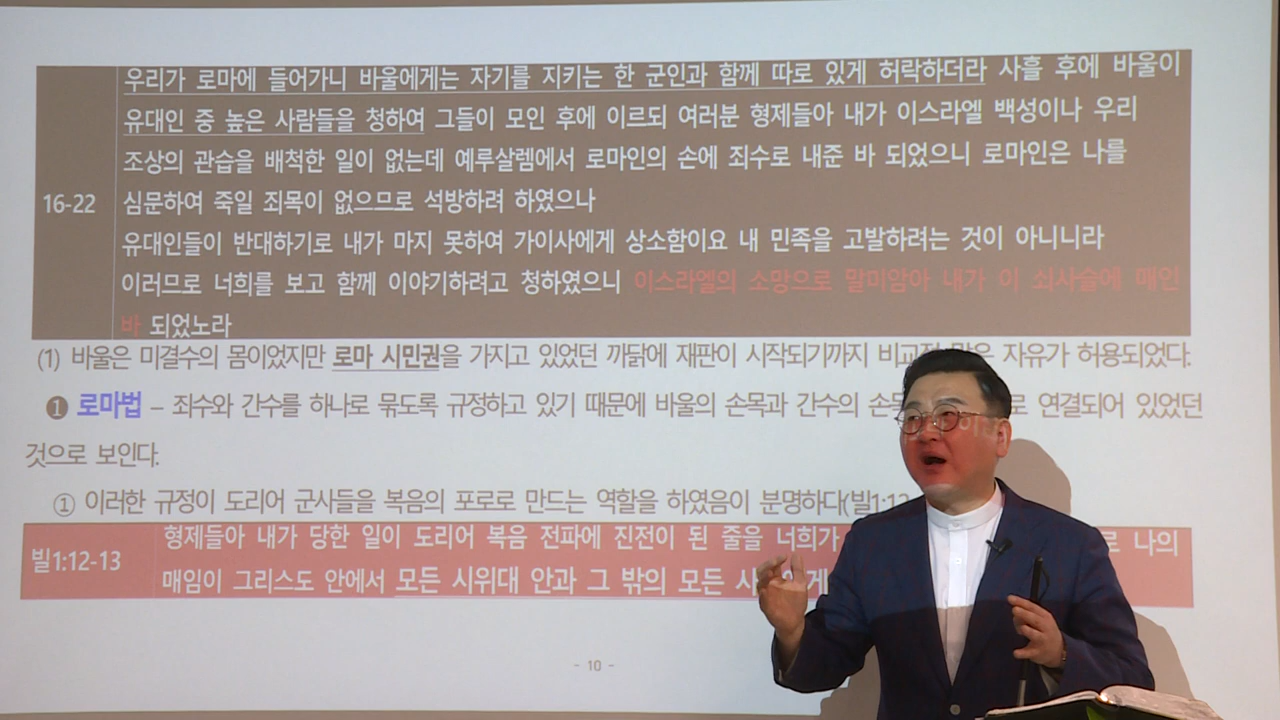 우리가 로마에 들어가니 바울에게는 자기를 지키는 한 군인과 함께 따로 있게 허락하더라 사흘 후에 바울이
유대인 중 높은 사람들을 청하여 그들이 모인 후에 이르되 여러분 형제들아 내가 이스라엘 백성이나 우리
조상의 관습을 배척한 일이 없는데 예루살렘에서 로마인의 손에 죄수로 내준 바 되었으니 로마인은 나를
16-22 심문하여 죽일 죄목이 없으므로 석방하려 하였으나
유대인들이 반대하기로 내가 마지 못하여 가이사에게 상소함이요 내 민족을 고발하려는 것이 아니니라
이러므로 너희를 보고 함께 이야기하려고 청하였으니 이스라엘의 소망으로 말미암아 내가 이 쇠사슬에 매인
바 되었노라
(1) 바울은 미결수의 몸이었지만 로마 시민권을 가지고 있었던 까닭에 재판이 시작되기까지 비교적 자유가 허용되었다.
❶ 로마법 – 죄수와 간수를 하나로 묶도록 규정하고 있기 때문에 바울의 손목과 간수의 로 연결되어 있었던
것으로 보인다.
① 이러한 규정이 도리어 군사들을 복음의 포로로 만드는 역할을 하였음이 분명하다(빌1:12
형제들아 내가 당한 일이 도리어 복음 전파에 진전이 된 줄을 너희가 로 나의
빌1:12-13 매임이 그리스도 안에서 모든 시위대 안과 그 밖의 모든
- 10 -